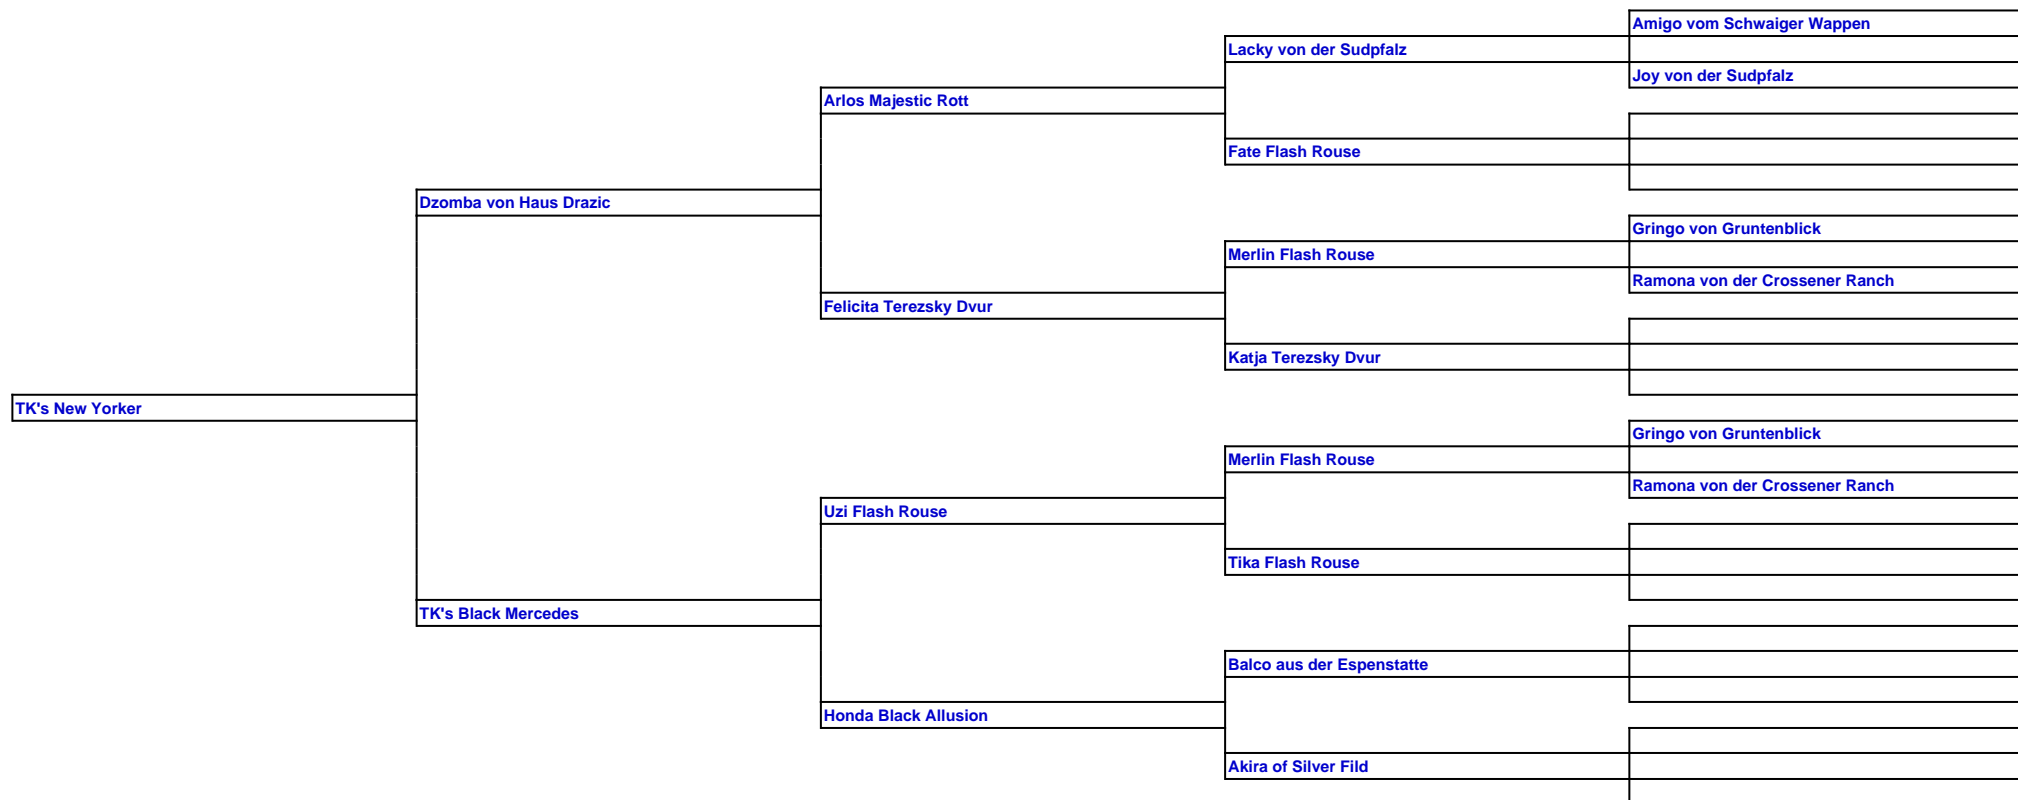 Amigo vom Schwaiger Wappen
Lacky von der Sudpfalz
Joy von der Sudpfalz
Arlos Majestic Rott
Fate Flash Rouse
Dzomba von Haus Drazic
Gringo von Gruntenblick
Merlin Flash Rouse
Ramona von der Crossener Ranch
Felicita Terezsky Dvur
Katja Terezsky Dvur
TK's New Yorker
Gringo von Gruntenblick
Merlin Flash Rouse
Ramona von der Crossener Ranch
Uzi Flash Rouse
Tika Flash Rouse
TK's Black Mercedes
Balco aus der Espenstatte
Honda Black Allusion
Akira of Silver Fild